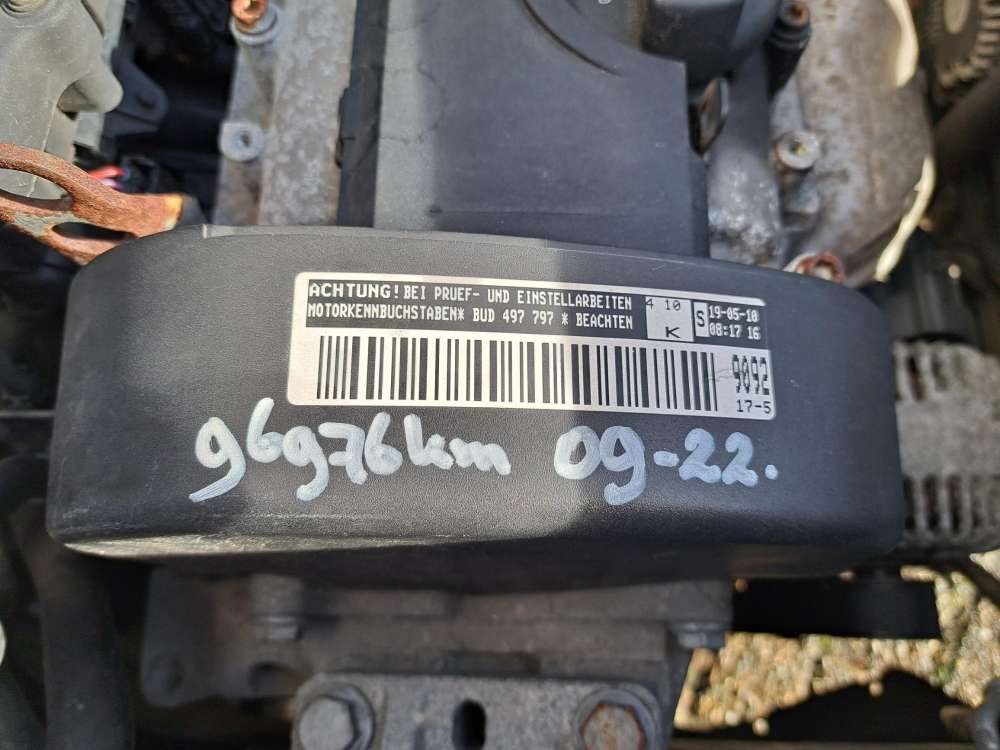 ACHTUNG! BEI PRUEF- UND EINSTELLARBEITEN
MOTORKENNBUCHSTABEN* BUD 497 797 * BEACHTEN
4 10
K
S
19-05-10
08:17 16
9092
17-5
96976km 09-22.